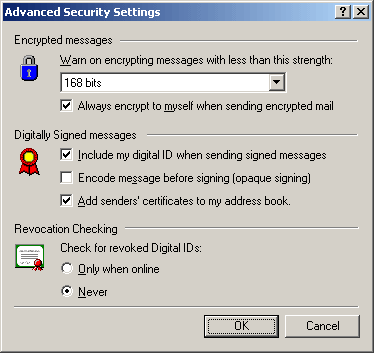 Advanced Security Settings
Encrypted messages
Warn on encrypting messages with less than this strength:
168 bits
Always encrypt to myself when sending encrypted mail
Digitally Signed messages
Include my digital ID when sending signed messages
Encode message before signing (opaque signing)
Add senders' certificates to my address book.
Revocation Checking
Check for revoked Digital IDs:
Only when online
Never
OK Cancel